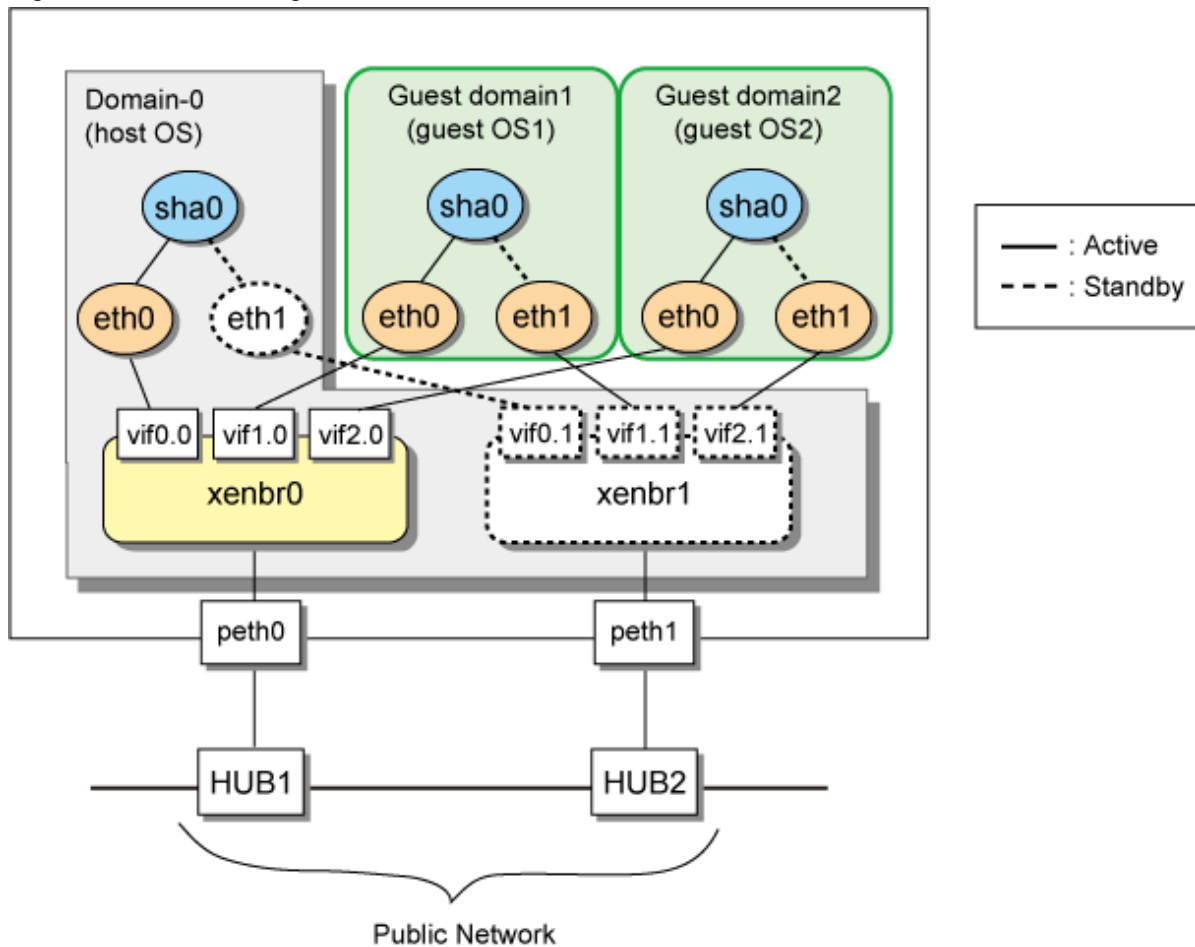 Domain-0
(host OS)
Guest domain1
(guest OS1)
Guest domain2
(guest OS2)
sha0
sha0
sha0
eth0
eth1
eth0
eth1
eth0
eth1
: Active
: Standby
vif0.0
vif1.0
vif2.0
vif0.1
vif1.1
vif2.1
xenbr0
xenbr1
peth0
peth1
HUB1
HUB2
Public Network